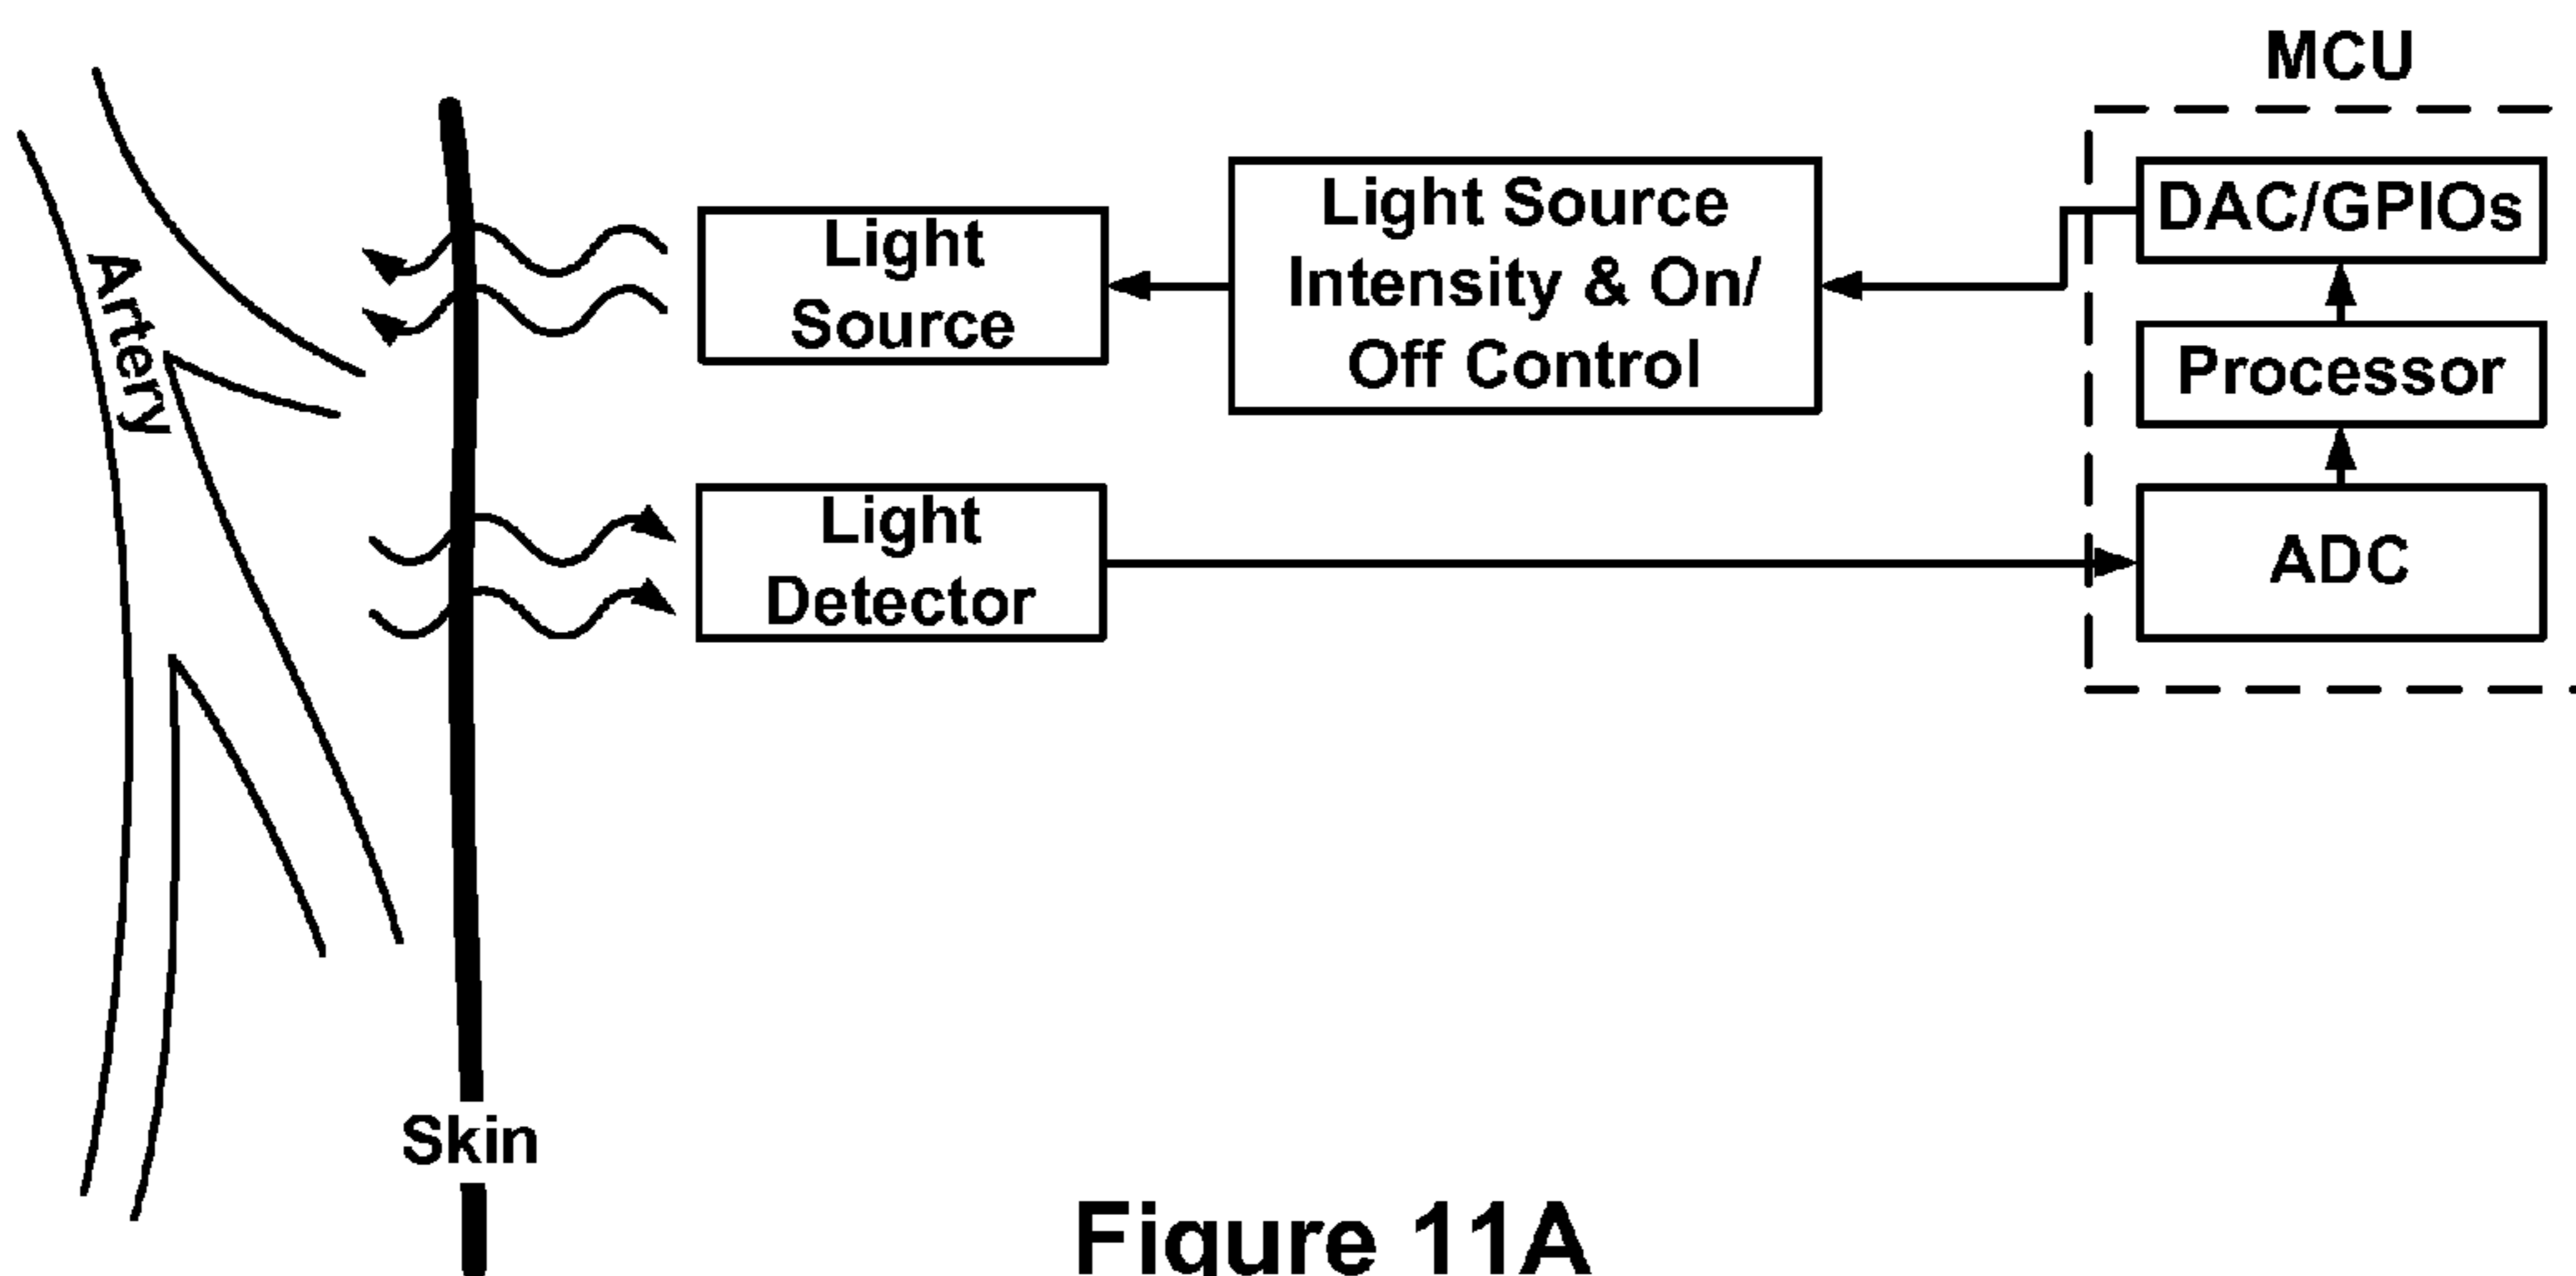 MCU
Artery
Light
Source
Light Source
Intensity & On/
Off Control
DAC/GPIOs
Processor
Light
Detector
ADC
Skin
Figure 11A